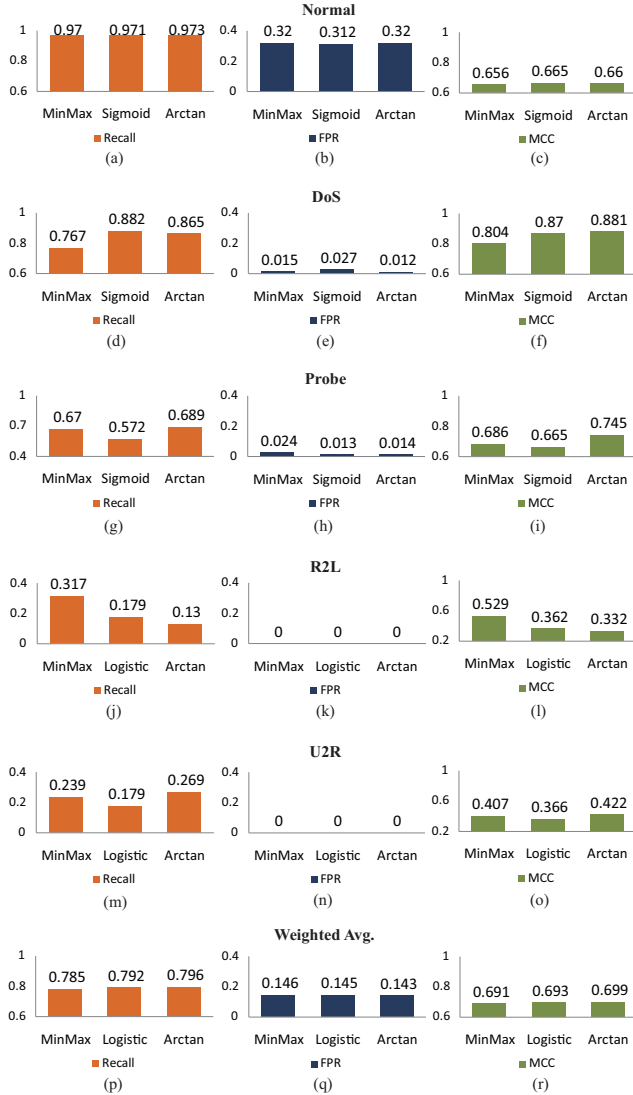 Normal
0.97 0.971 0.973
1
0.8
0.6
MinMax Sigmoid Arctan
Recall
(a)
0.32 0.312 0.32
0.4
0.2
0
MinMax Sigmoid Arctan
FPR
(b)
0.656 0.665 0.66
1
0.8
0.6
MinMax Sigmoid Arctan
MCC
(c)
DoS
0.767 0.882 0.865
1
0.8
0.6
MinMax Sigmoid Arctan
Recall
(d)
0.015 0.027 0.012
0.4
0.2
0
MinMax Sigmoid Arctan
FPR
(e)
0.804 0.87 0.881
1
0.8
0.6
MinMax Sigmoid Arctan
MCC
(f)
Probe
0.67 0.572 0.689
1
0.7
0.4
MinMax Sigmoid Arctan
Recall
(g)
0.024 0.013 0.014
0.4
0.2
0
MinMax Sigmoid Arctan
FPR
(h)
0.686 0.665 0.745
1
0.8
0.6
MinMax Sigmoid Arctan
MCC
(i)
R2L
0.317 0.179 0.13
0.4
0.2
0
MinMax Logistic Arctan
Recall
(j)
0 0 0
0.4
0.2
0
MinMax Logistic Arctan
FPR
(k)
0.529 0.362 0.332
1
0.6
0.2
MinMax Logistic Arctan
MCC
(l)
U2R
0.239 0.179 0.269
0.4
0.2
0
MinMax Logistic Arctan
Recall
(m)
0 0 0
0.4
0.2
0
MinMax Logistic Arctan
FPR
(n)
0.407 0.366 0.422
1
0.6
0.2
MinMax Logistic Arctan
MCC
(o)
Weighted Avg.
0.785 0.792 0.796
1
0.8
0.6
MinMax Logistic Arctan
Recall
(p)
0.146 0.145 0.143
0.4
0.2
0
MinMax Logistic Arctan
FPR
(q)
0.691 0.693 0.699
1
0.8
0.6
MinMax Logistic Arctan
MCC
(r)